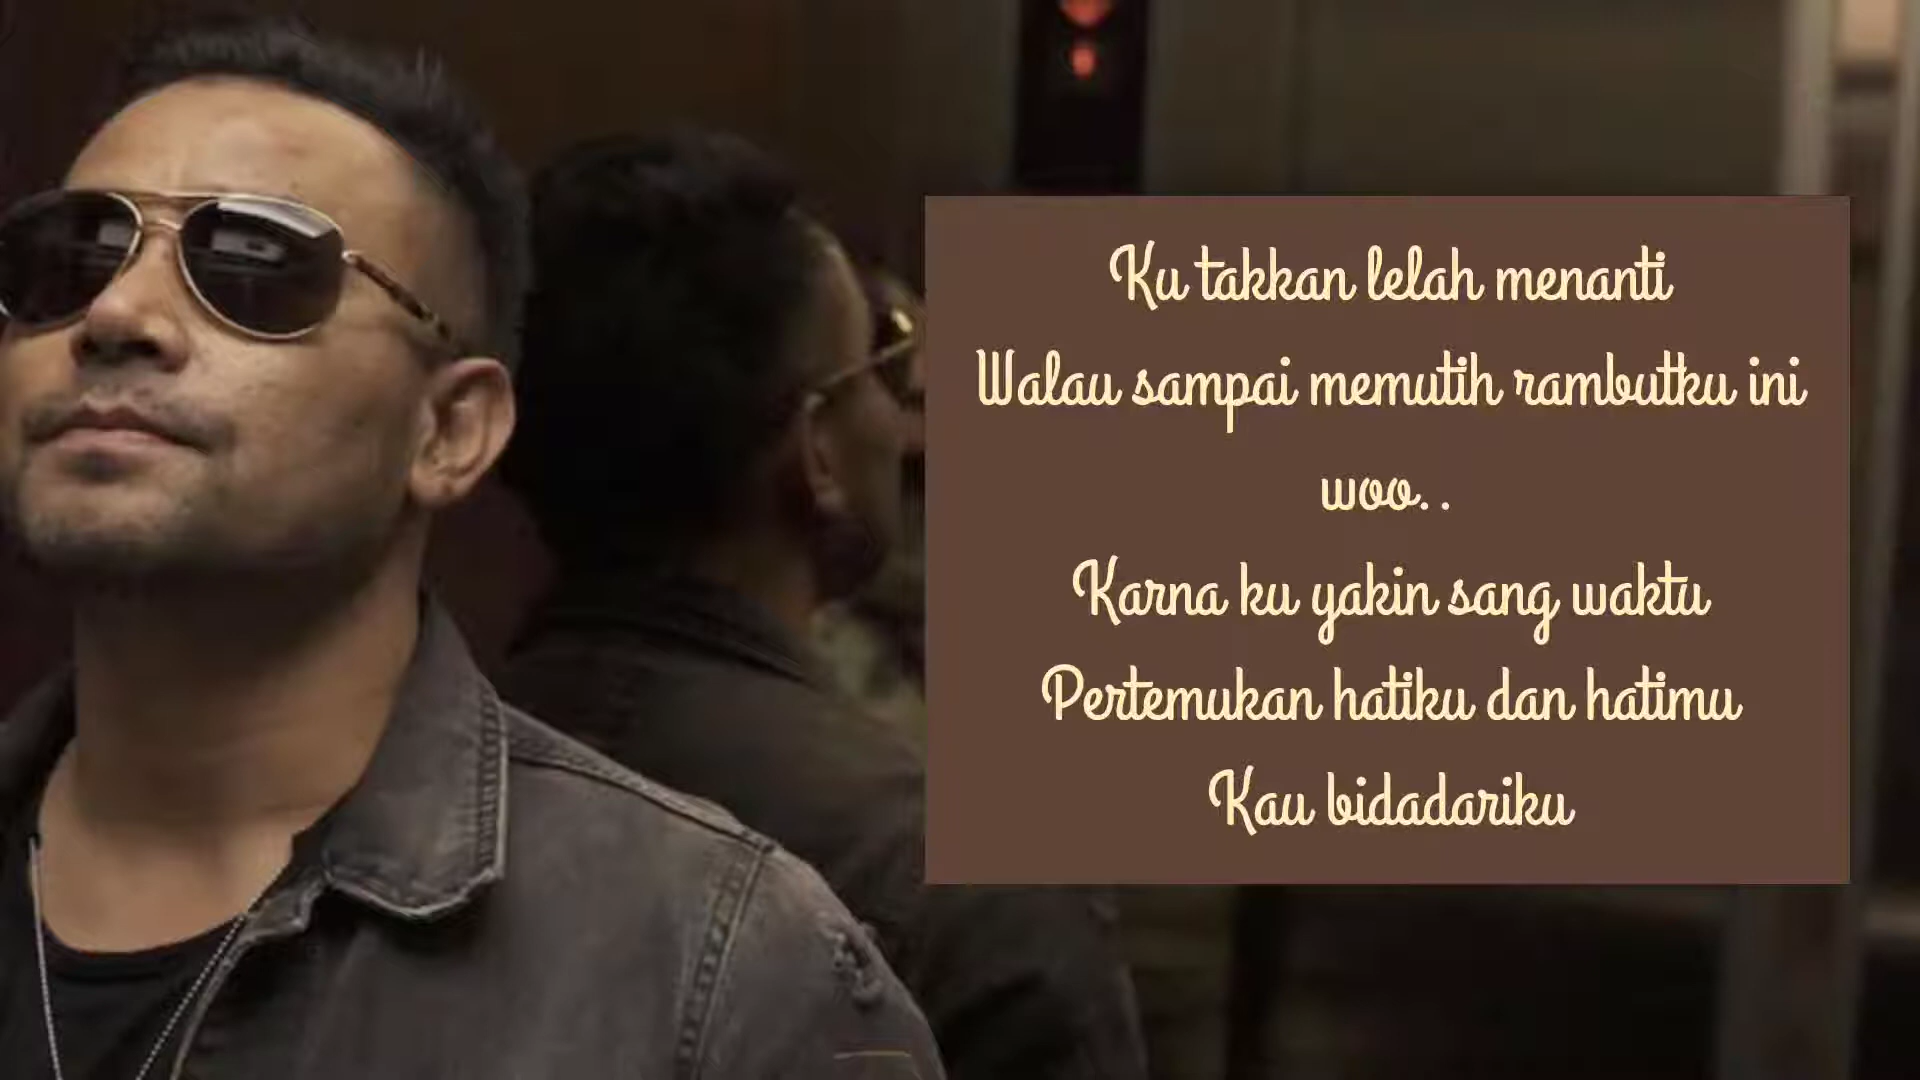 Ku takkan lelah menanti
Walau sampai memutih rambutku ini
woo..
Karna ku yakin sang waktu
Pertemukan hatiku dan hatimu
Kau bidadariku